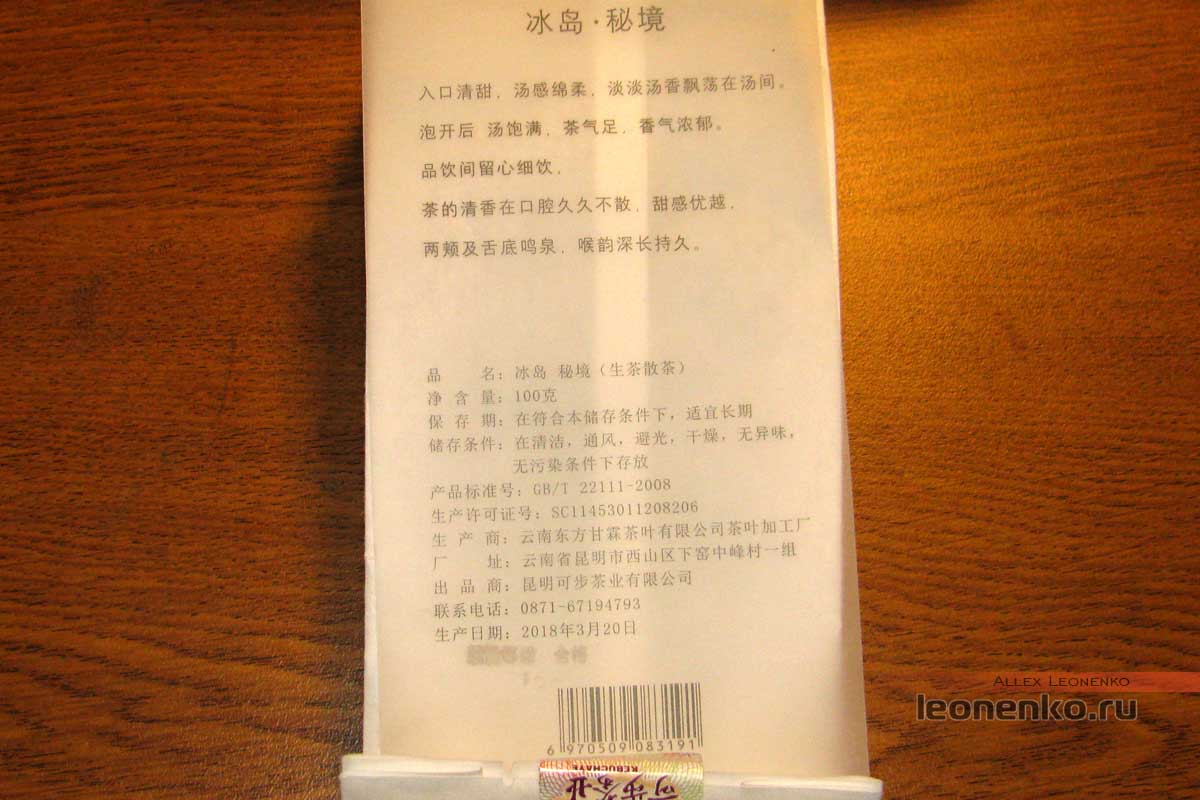 冰岛·秘境
入口清甜，汤感绵柔，淡淡汤香飘荡在汤间。
泡开后 汤饱满，茶气足，香气浓郁。
品饮间留心细饮，
茶的清香在口腔久久不散，甜感优越，
两颊及舌底鸣泉，喉韵深长持久。
品 名：冰岛 秘境（生茶散茶）
净 含 量：100克
保 存 期：在符合本储存条件下，适宜长期
储存条件：在清洁，通风，避光，干燥，无异味，
无污染条件下存放
产品标准号：GB/T 22111-2008
生产许可证号：SC11453011208206
生 产 商：云南东方甘霖茶叶有限公司茶叶加工厂
厂 址：云南省昆明市西山区下窑中峰村一组
出 品 商：昆明可步茶业有限公司
联系电话：0871-67194793
生产日期：2018年3月20日
6 970509 083191
KEBUCHAYE
可步茶业
Allex Leonenko
leonenko.ru